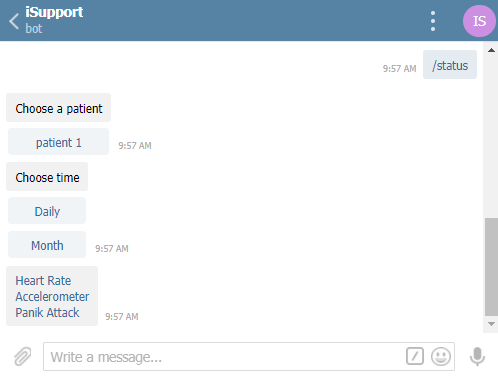 iSupport
bot
IS
9:57 AM /status
Choose a patient
patient 1 9:57 AM
Choose time
Daily
Month 9:57 AM
Heart Rate
Accelerometer
Panik Attack 9:57 AM
Write a message...